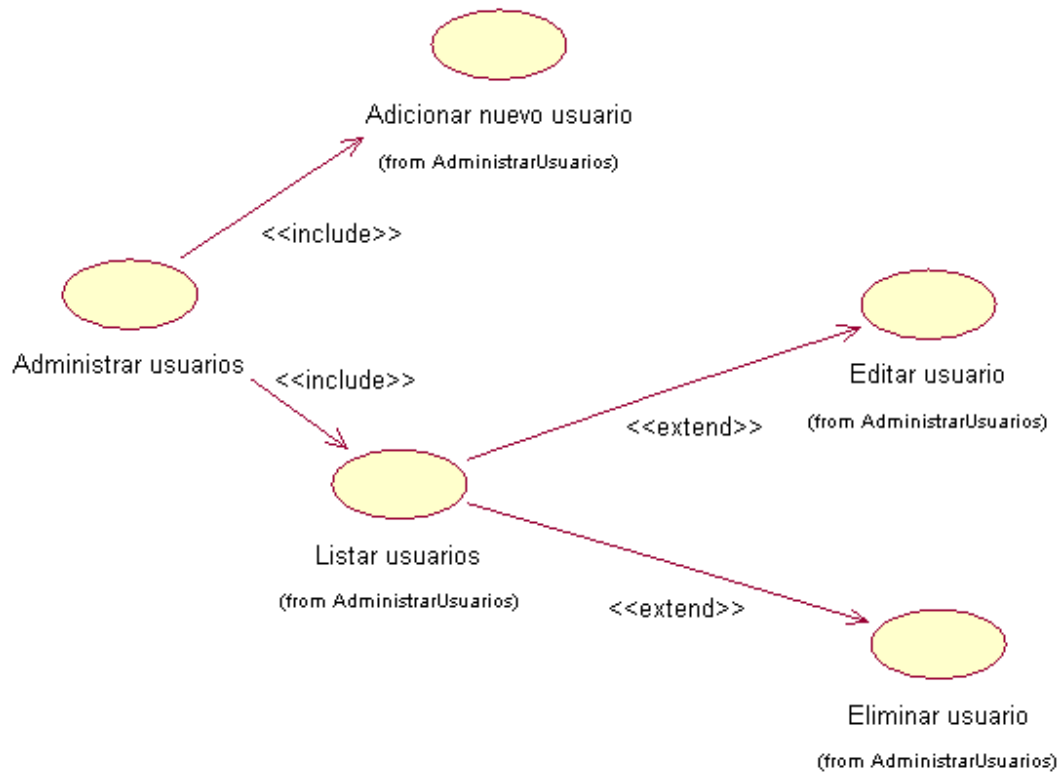 Adicionar nuevo usuario
(from AdministrarUsuarios)
<<include>>
Administrar usuarios
<<include>>
Editar usuario
(from AdministrarUsuarios)
<<extend>>
Listar usuarios
(from AdministrarUsuarios)
<<extend>>
Eliminar usuario
(from AdministrarUsuarios)